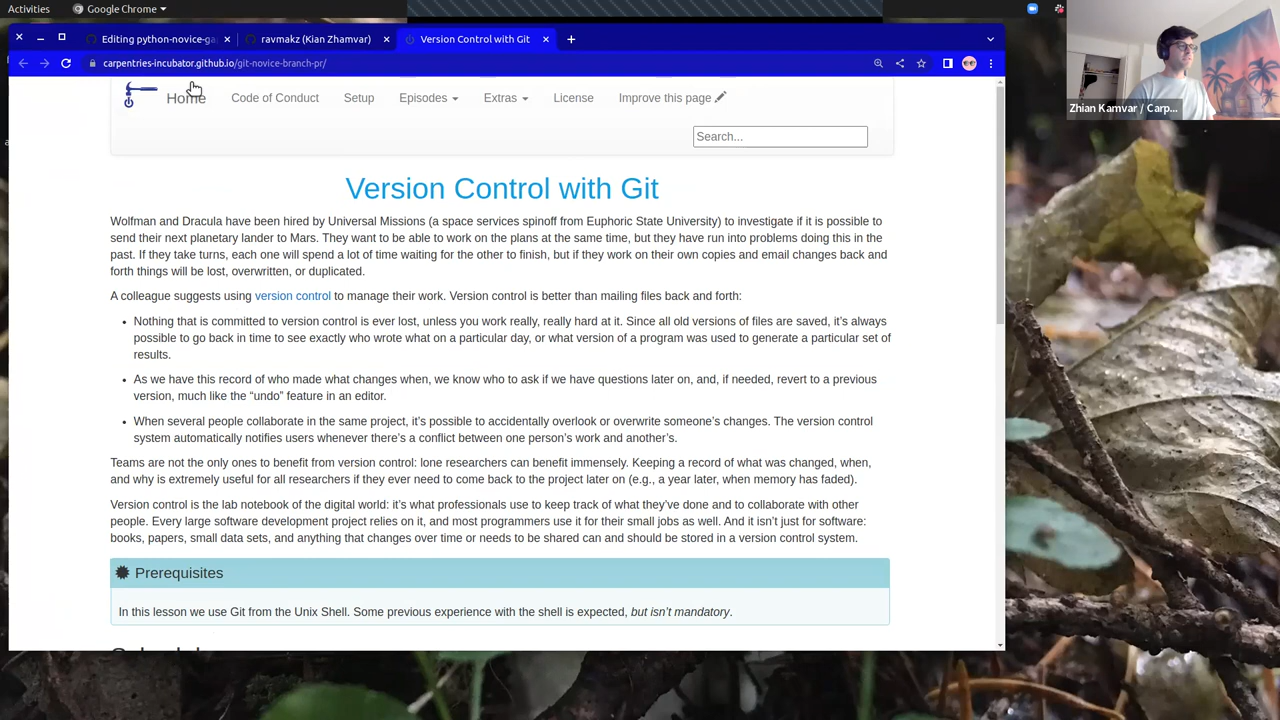 Activities
Google Chrome
Editing python-novice-ga
ravmakz (Kian Zhamvar)
Version Control with Git
carpentries-incubator.github.io/git-novice-branch-pr/
Home
Code of Conduct
Setup
Episodes
Extras
License
Improve this page
Search...
Zhian Kamvar / Carp...
Version Control with Git
Wolfman and Dracula have been hired by Universal Missions (a space services spinoff from Euphoric State University) to investigate if it is possible to
send their next planetary lander to Mars. They want to be able to work on the plans at the same time, but they have run into problems doing this in the
past. If they take turns, each one will spend a lot of time waiting for the other to finish, but if they work on their own copies and email changes back and
forth things will be lost, overwritten, or duplicated.
A colleague suggests using version control to manage their work. Version control is better than mailing files back and forth:
• Nothing that is committed to version control is ever lost, unless you work really, really hard at it. Since all old versions of files are saved, it's always
possible to go back in time to see exactly who wrote what on a particular day, or what version of a program was used to generate a particular set of
results.
• As we have this record of who made what changes when, we know who to ask if we have questions later on, and, if needed, revert to a previous
version, much like the “undo” feature in an editor.
• When several people collaborate in the same project, it's possible to accidentally overlook or overwrite someone's changes. The version control
system automatically notifies users whenever there's a conflict between one person's work and another's.
Teams are not the only ones to benefit from version control: lone researchers can benefit immensely. Keeping a record of what was changed, when,
and why is extremely useful for all researchers if they ever need to come back to the project later on (e.g., a year later, when memory has faded).
Version control is the lab notebook of the digital world: it's what professionals use to keep track of what they've done and to collaborate with other
people. Every large software development project relies on it, and most programmers use it for their small jobs as well. And it isn't just for software:
books, papers, small data sets, and anything that changes over time or needs to be shared can and should be stored in a version control system.
Prerequisites
In this lesson we use Git from the Unix Shell. Some previous experience with the shell is expected, but isn't mandatory.